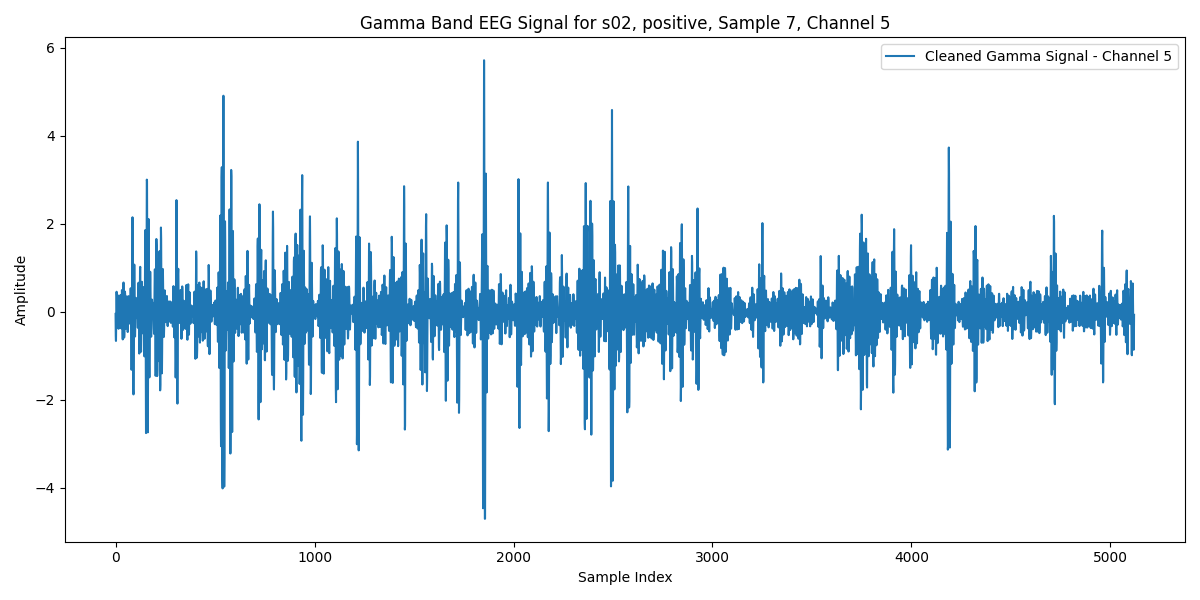 Gamma Band EEG Signal for s02, positive, Sample 7, Channel 5
Cleaned Gamma Signal - Channel 5
6
4
2
0
−2
−4
Amplitude
0 1000 2000 3000 4000 5000
Sample Index